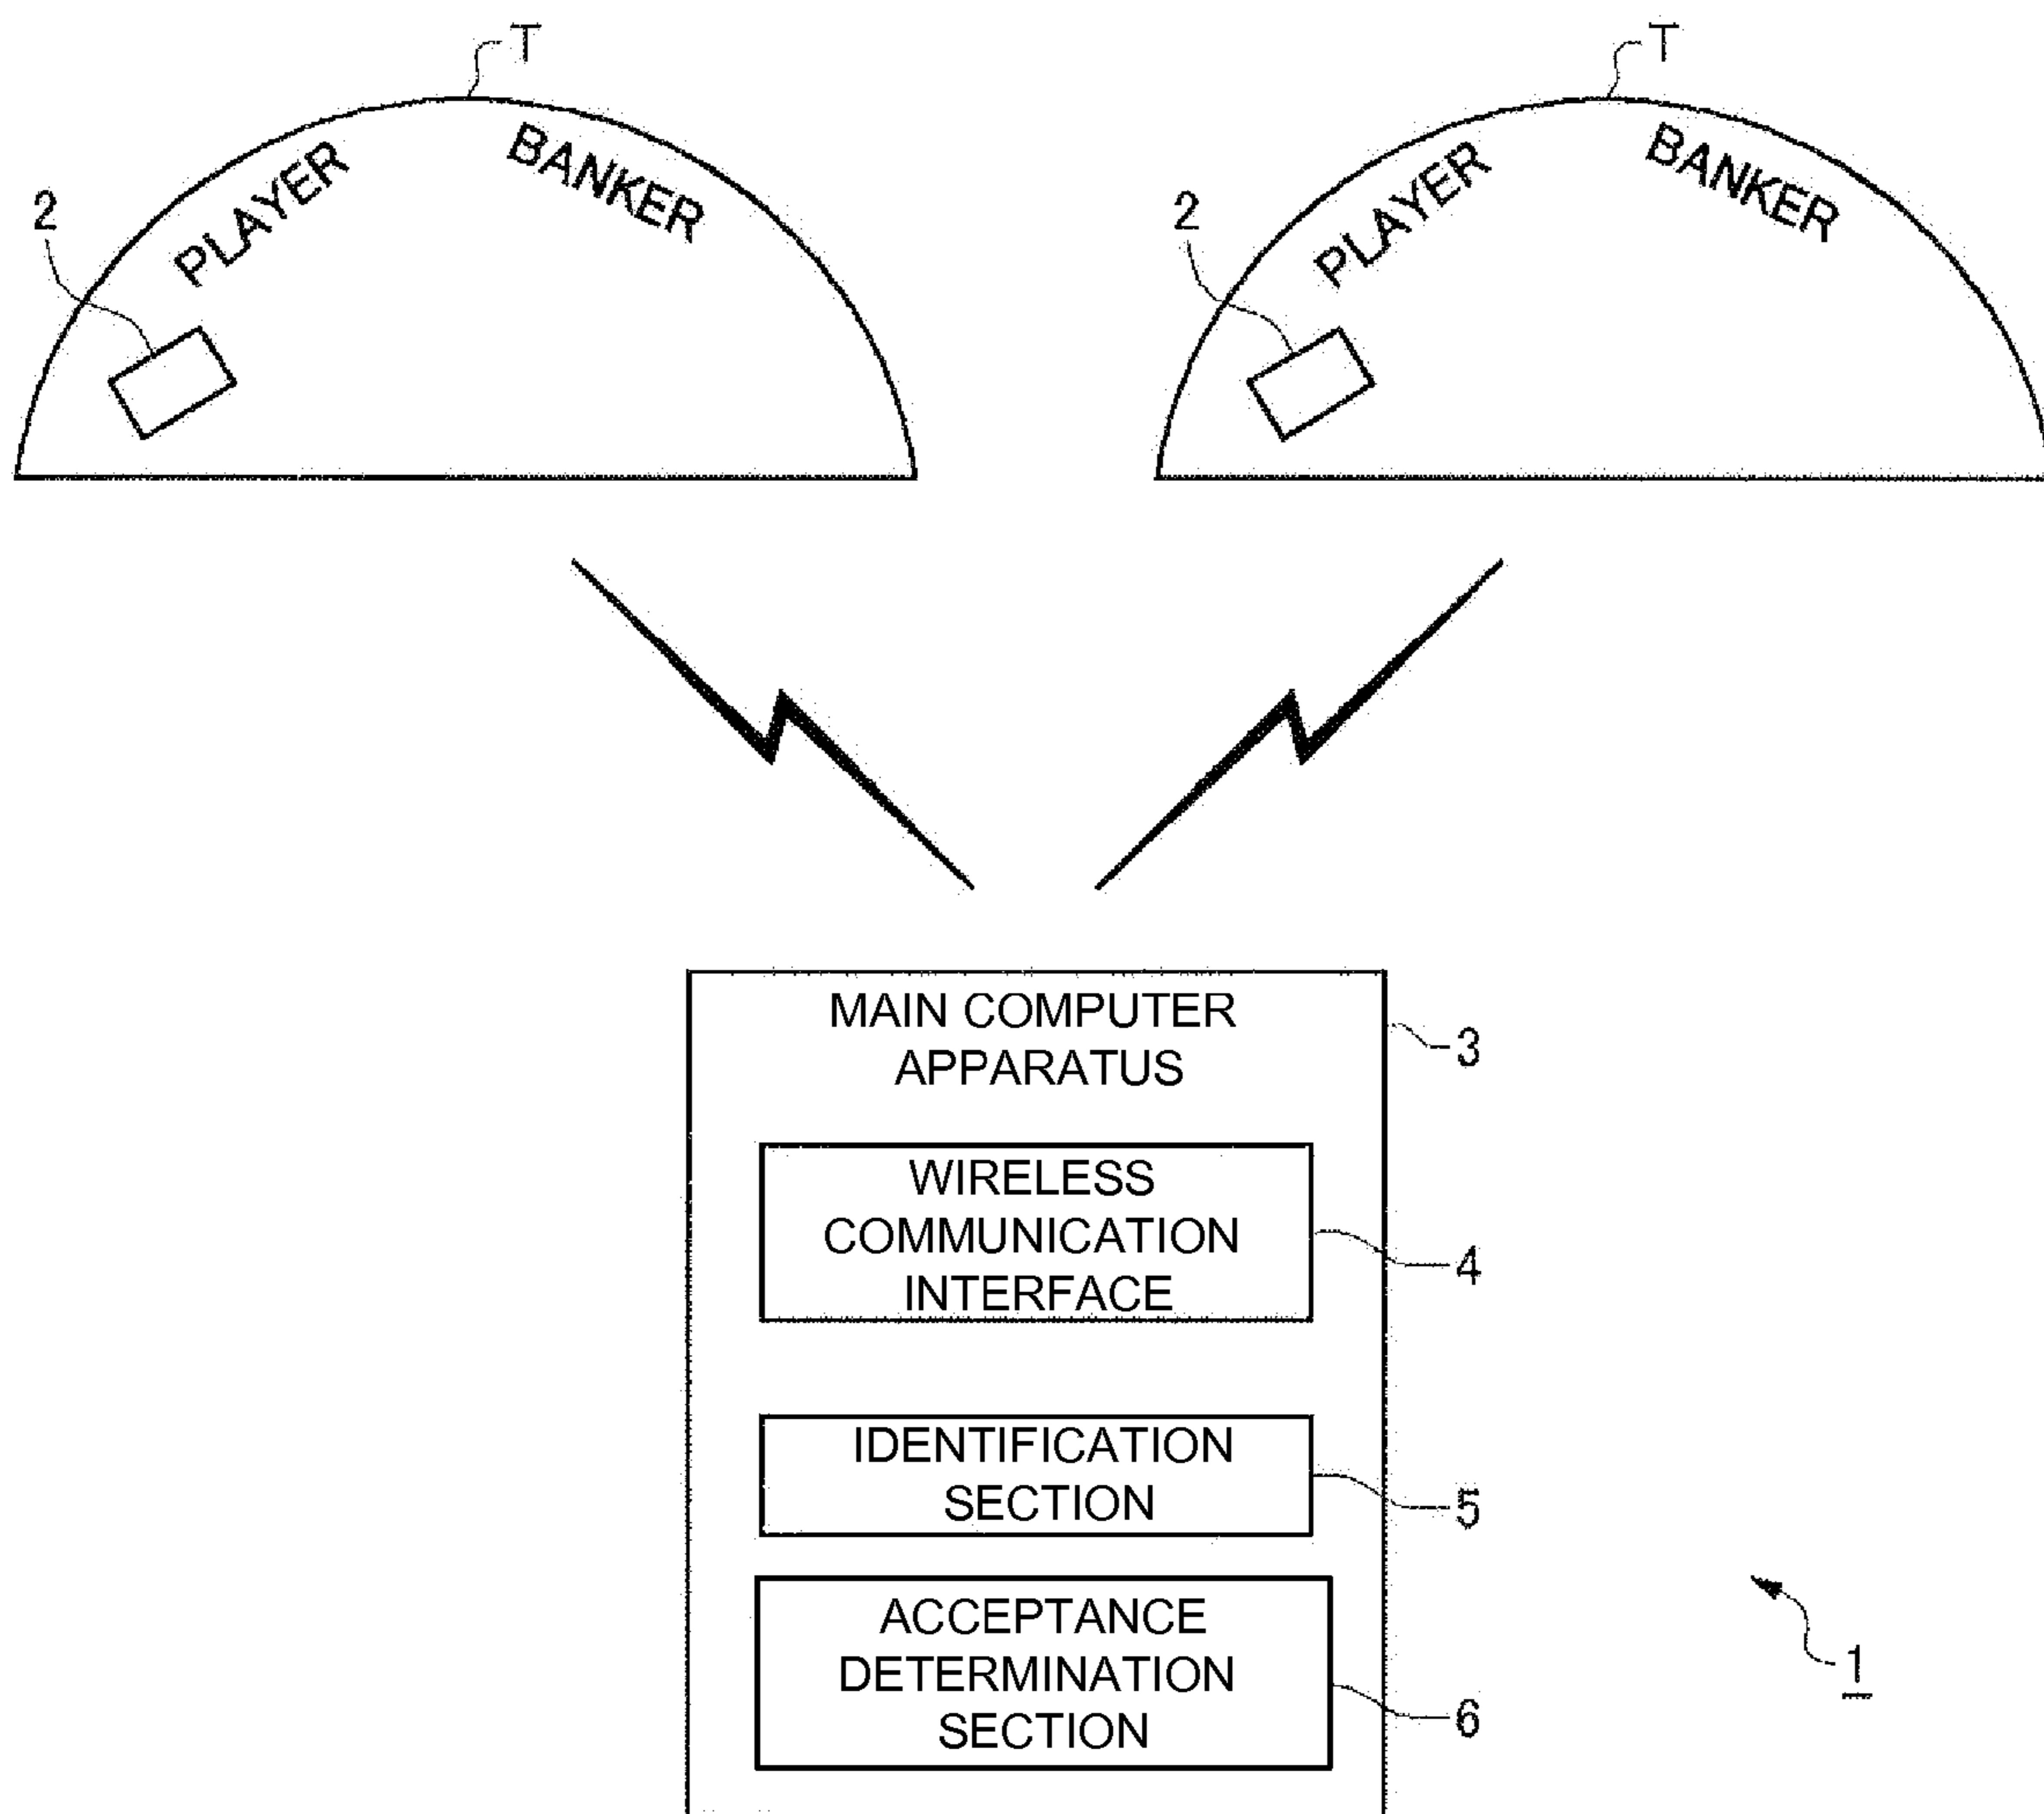 T
T
PLAYER
BANKER
PLAYER
BANKER
2
2
MAIN COMPUTER
APPARATUS
3
WIRELESS
COMMUNICATION
INTERFACE
4
IDENTIFICATION
SECTION
5
ACCEPTANCE
DETERMINATION
SECTION
6
1